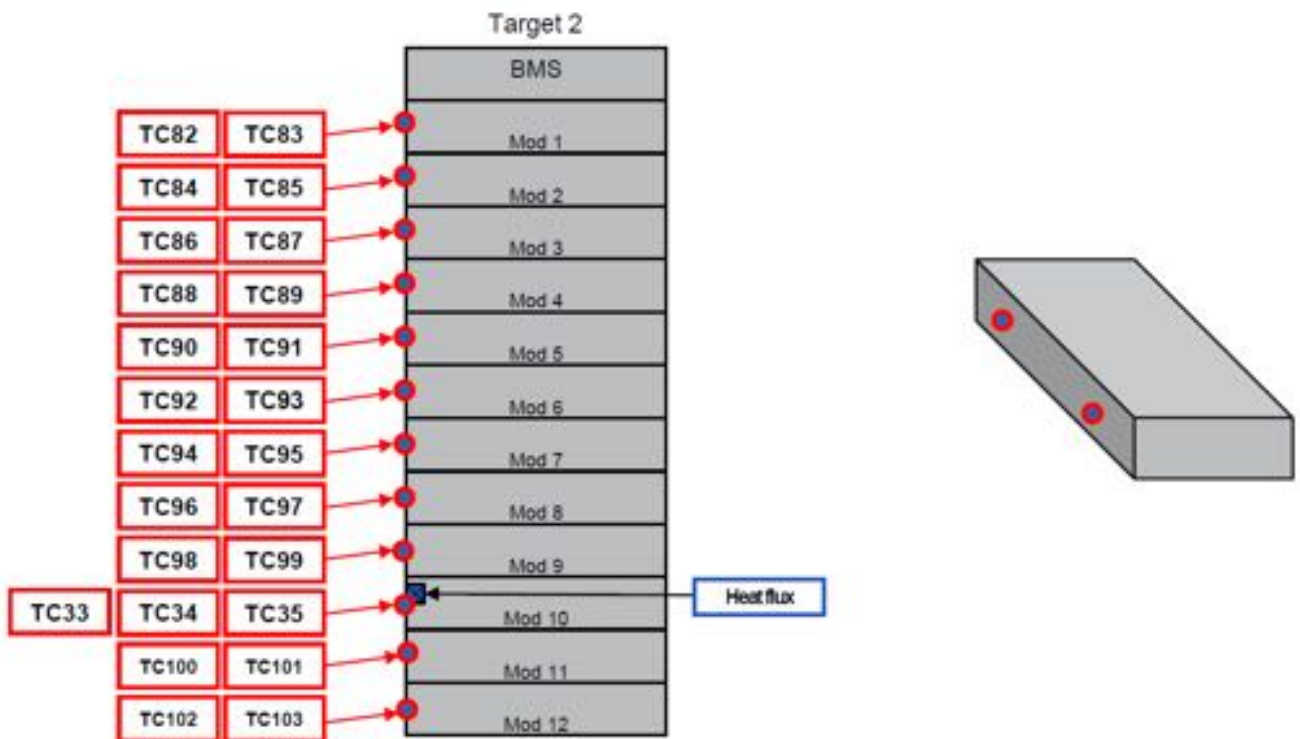 Target 2
BMS
TC82 TC83 Mod 1
TC84 TC85 Mod 2
TC86 TC87 Mod 3
TC88 TC89 Mod 4
TC90 TC91 Mod 5
TC92 TC93 Mod 6
TC94 TC95 Mod 7
TC96 TC97 Mod 8
TC98 TC99 Mod 9
TC33 TC34 TC35 Mod 10 Heat flux
TC100 TC101 Mod 11
TC102 TC103 Mod 12